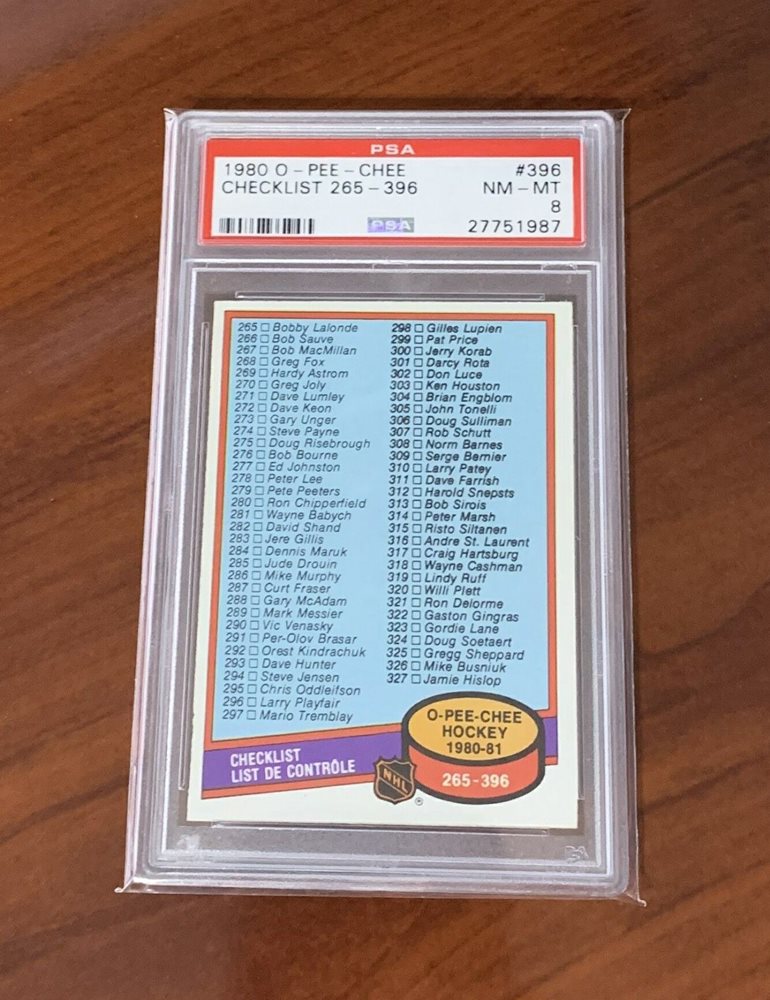 PSA
1980 O-PEE-CHEE #396
CHECKLIST 265-396 NM-MT
8
PSA 27751987
265 □ Bobby Lalonde
266 □ Bob Sauve
267 □ Bob MacMillan
268 □ Greg Fox
269 □ Hardy Astrom
270 □ Greg Joly
271 □ Dave Lumley
272 □ Dave Keon
273 □ Gary Unger
274 □ Steve Payne
275 □ Doug Risebrough
276 □ Bob Bourne
277 □ Ed Johnston
278 □ Peter Lee
279 □ Pete Peeters
280 □ Ron Chipperfield
281 □ Wayne Babych
282 □ David Shand
283 □ Jere Gillis
284 □ Dennis Maruk
285 □ Jude Drouin
286 □ Mike Murphy
287 □ Curt Fraser
288 □ Gary McAdam
289 □ Mark Messier
290 □ Vic Venasky
291 □ Per-Olov Brasar
292 □ Orest Kindrachuk
293 □ Dave Hunter
294 □ Steve Jensen
295 □ Chris Oddleifson
296 □ Larry Playfair
297 □ Mario Tremblay
298 □ Gilles Lupien
299 □ Pat Price
300 □ Jerry Korab
301 □ Darcy Rota
302 □ Don Luce
303 □ Ken Houston
304 □ Brian Engblom
305 □ John Tonelli
306 □ Doug Sulliman
307 □ Rob Schutt
308 □ Norm Barnes
309 □ Serge Bernier
310 □ Larry Patey
311 □ Dave Farrish
312 □ Harold Snepsts
313 □ Bob Sirois
314 □ Peter Marsh
315 □ Risto Siltanen
316 □ Andre St. Laurent
317 □ Craig Hartsburg
318 □ Wayne Cashman
319 □ Lindy Ruff
320 □ Willi Plett
321 □ Ron Delorme
322 □ Gaston Gingras
323 □ Gordie Lane
324 □ Doug Soetaert
325 □ Gregg Sheppard
326 □ Mike Busniuk
327 □ Jamie Hislop
CHECKLIST
LIST DE CONTRÔLE
NHL
®
O-PEE-CHEE
HOCKEY
1980-81
265-396
PSA